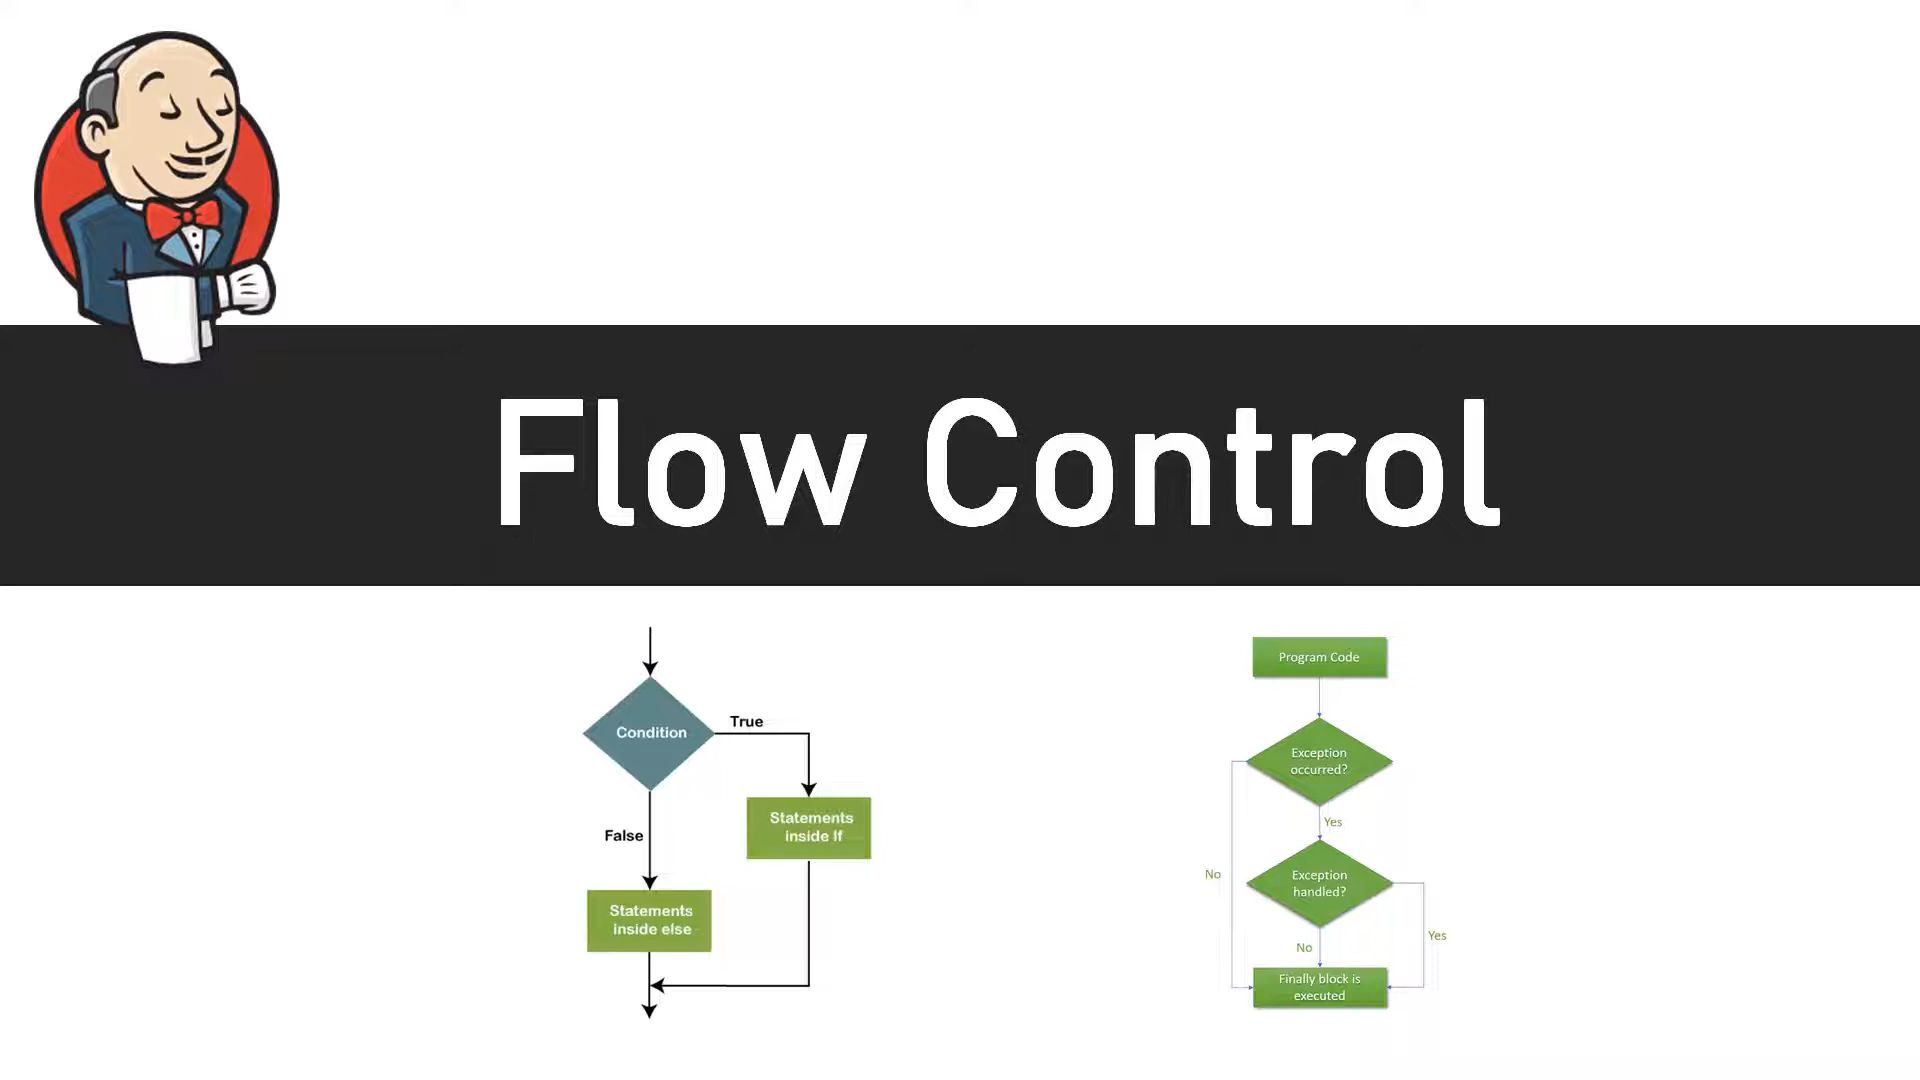 Flow Control
Condition
True
False
Statements
inside If
Statements
inside else
Program Code
Exception
occurred?
Yes
No
Exception
handled?
No
Yes
Finally block is
executed